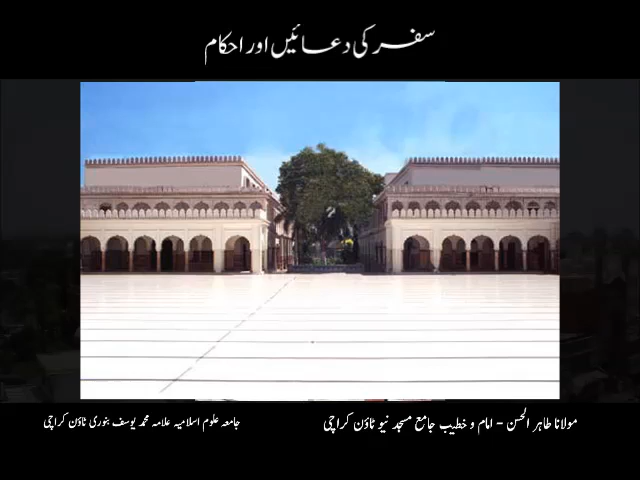 سفر کی دعائیں اور احکام
مولانا طاہر الحسن - امام و خطیب جامع مسجد نیو ٹاؤن کراچی
جامعہ علوم اسلامیہ علامہ محمد یوسف بنوری ٹاؤن کراچی